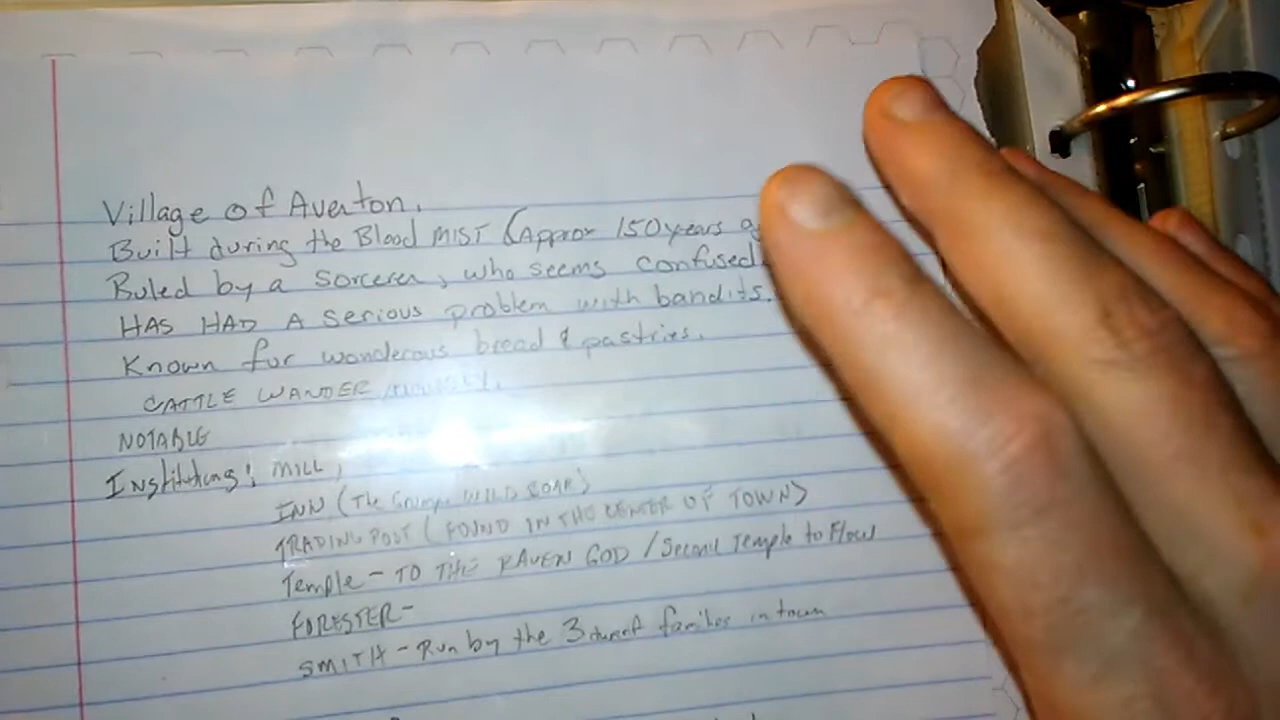 Village of Averton.
Built during the Blood MIST (Approx 150 years
Ruled by a sorcerer, who seems confused.
HAS HAD A serious problem with bandits.
Known for wonderous bread & pastries.
CATTLE WANDER
NOTABLE
Institutions; MILL,
INN (The WILD BOAR)
TRADING POST (FOUND IN THE CENTER OF TOWN)
Temple - TO THE RAVEN GOD / Second Temple to
FORESTER -
SMITH - Run by the 3 families in town